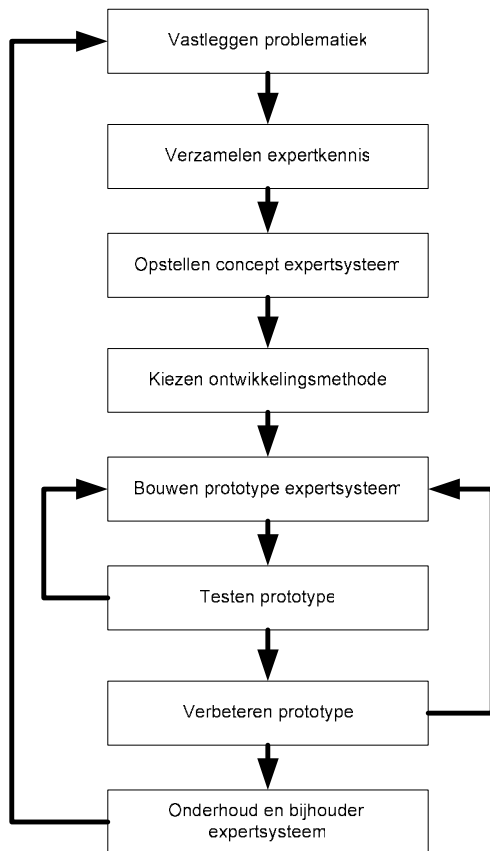 Vastleggen problematiek
Verzamelen expertkennis
Opstellen concept expertsysteem
Kiezen ontwikkelingsmethode
Bouwen prototype expertsysteem
Testen prototype
Verbeteren prototype
Onderhoud en bijhouder
expertsysteem